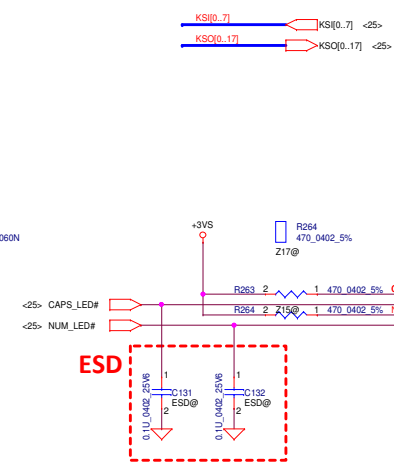 KSI[0..7]
KSI[0..7] <25>
KSO[0..17]
KSO[0..17] <25>
060N
+3VS
R264
470_0402_5%
Z17@
R263 2 1 470_0402_5%
<25> CAPS_LED#
R264 2 Z15@ 1 470_0402_5%
<25> NUM_LED#
ESD
0.1U_0402_25V6
1
C131
ESD@
2
0.1U_0402_25V6
1
C132
ESD@
2